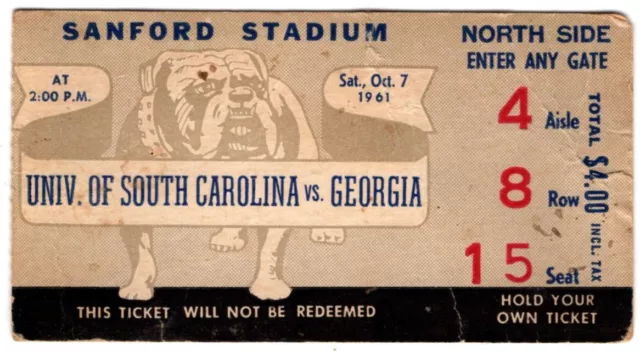 SANFORD STADIUM
AT
2:00 P.M.
Sat., Oct. 7
1961
UNIV. OF SOUTH CAROLINA vs. GEORGIA
THIS TICKET WILL NOT BE REDEEMED
NORTH SIDE
ENTER ANY GATE
4 Aisle
8 Row
15 Seat
TOTAL $4.00 INCL. TAX
HOLD YOUR
OWN TICKET